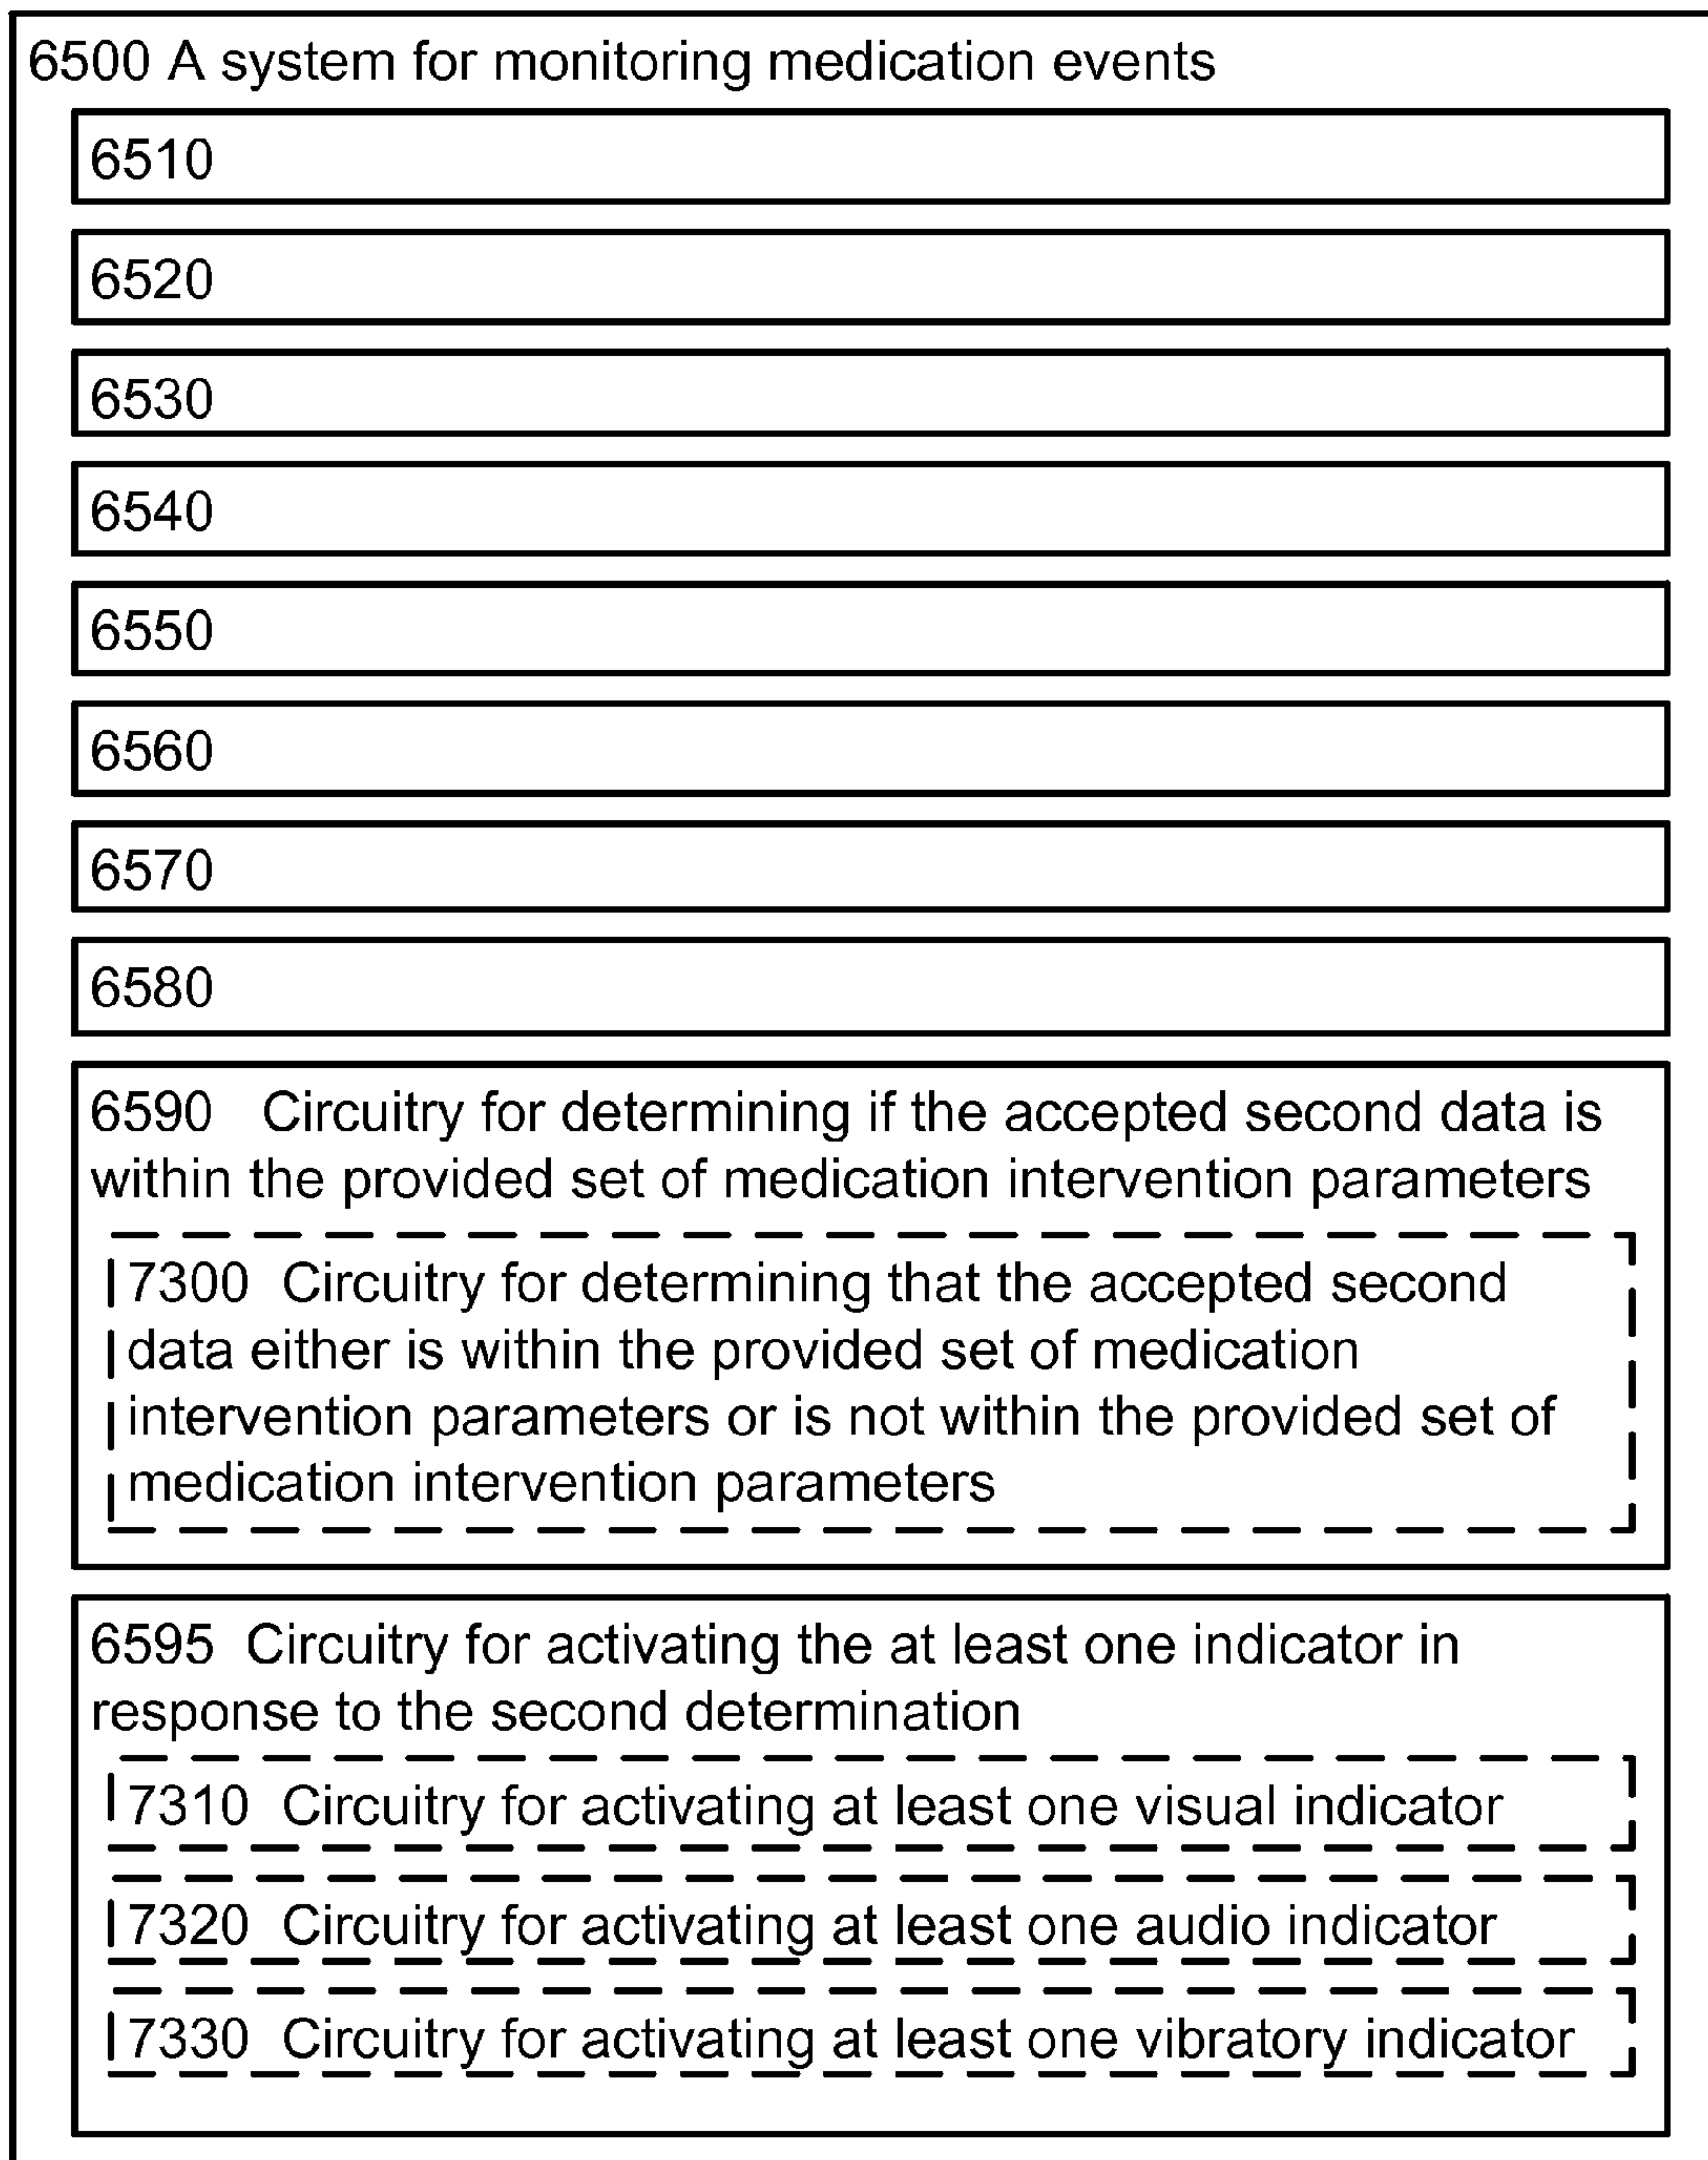 6500 A system for monitoring medication events
6510
6520
6530
6540
6550
6560
6570
6580
6590 Circuitry for determining if the accepted second data is
within the provided set of medication intervention parameters
7300 Circuitry for determining that the accepted second
data either is within the provided set of medication
intervention parameters or is not within the provided set of
medication intervention parameters
6595 Circuitry for activating the at least one indicator in
response to the second determination
7310 Circuitry for activating at least one visual indicator
7320 Circuitry for activating at least one audio indicator
7330 Circuitry for activating at least one vibratory indicator